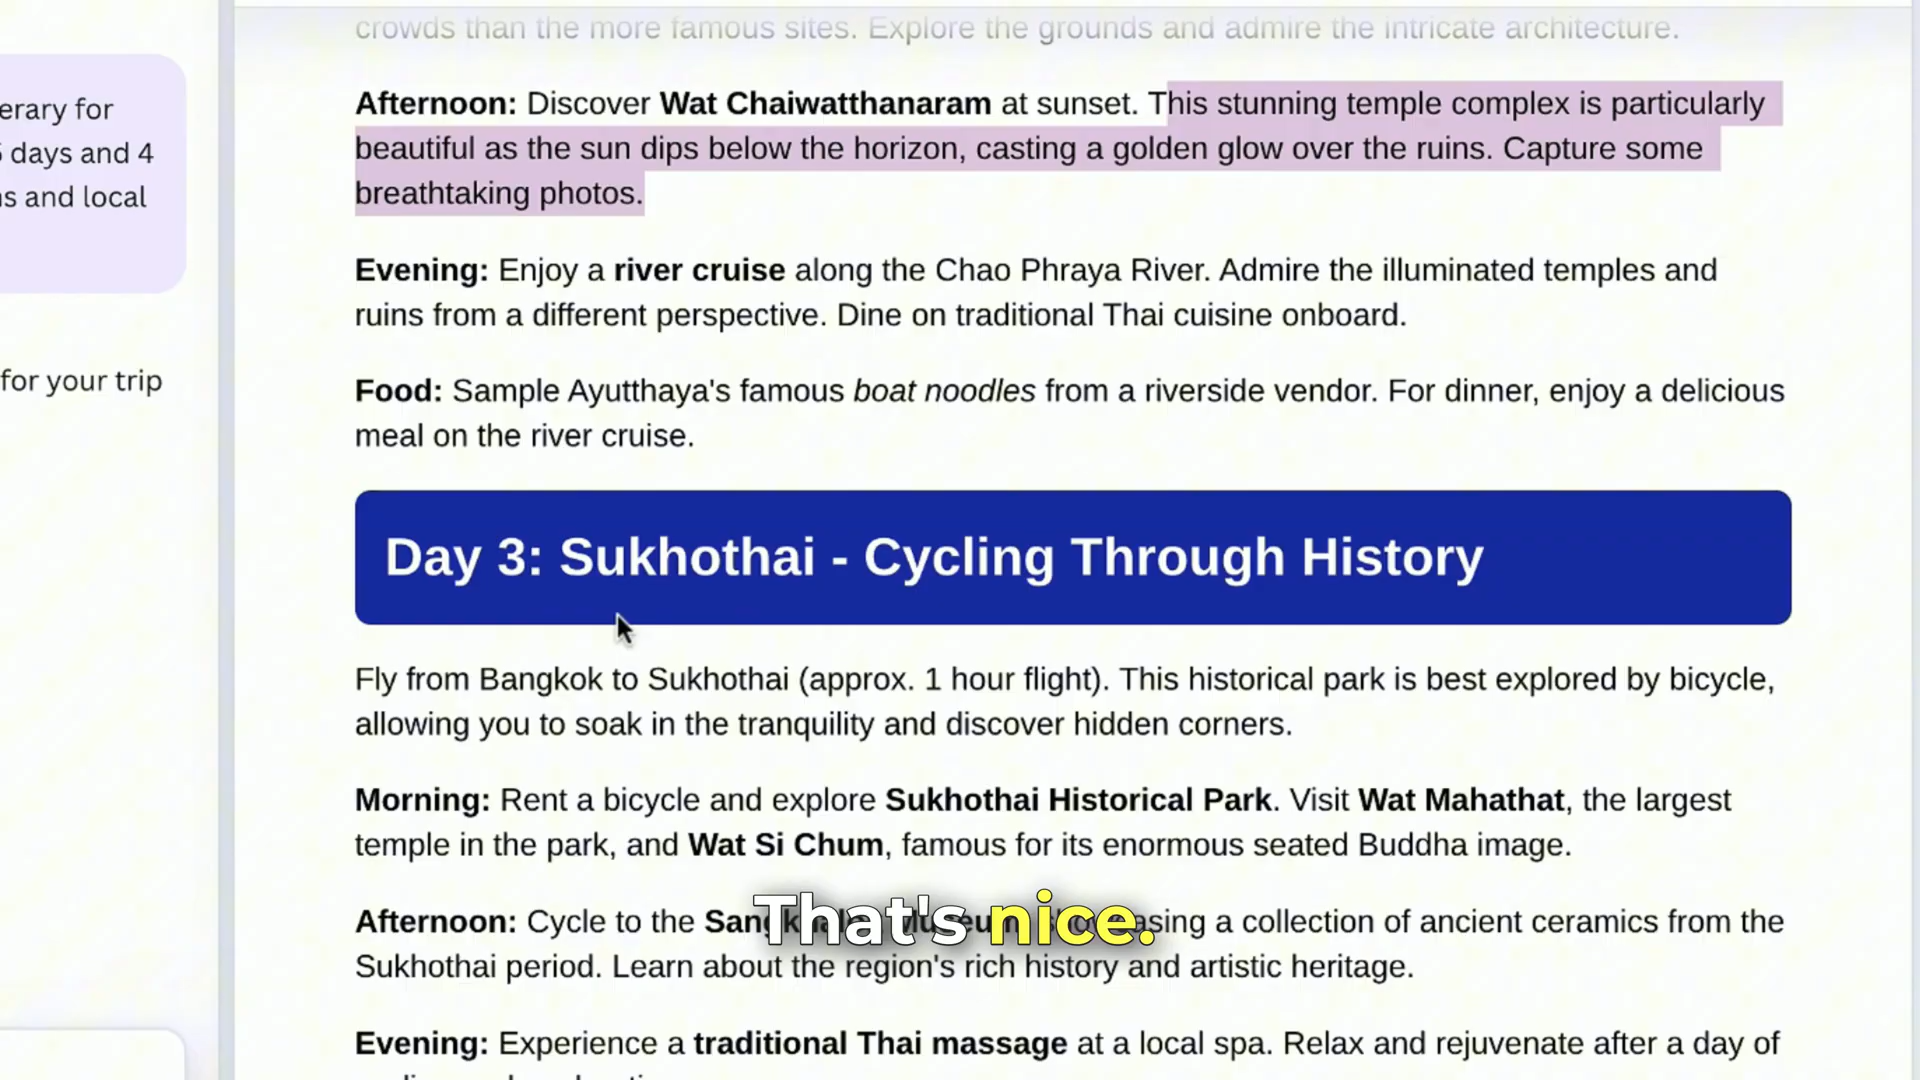 crowds than the more famous sites. Explore the grounds and admire the intricate architecture.
erary for
Afternoon: Discover Wat Chaiwatthanaram at sunset. This stunning temple complex is particularly
days and 4
beautiful as the sun dips below the horizon, casting a golden glow over the ruins. Capture some
and local
breathtaking photos.
Evening: Enjoy a river cruise along the Chao Phraya River. Admire the illuminated temples and
ruins from a different perspective. Dine on traditional Thai cuisine onboard.
for your trip
Food: Sample Ayutthaya's famous boat noodles from a riverside vendor. For dinner, enjoy a delicious
meal on the river cruise.
Day 3: Sukhothai - Cycling Through History
Fly from Bangkok to Sukhothai (approx. 1 hour flight). This historical park is best explored by bicycle,
allowing you to soak in the tranquility and discover hidden corners.
Morning: Rent a bicycle and explore Sukhothai Historical Park. Visit Wat Mahathat, the largest
temple in the park, and Wat Si Chum, famous for its enormous seated Buddha image.
That's nice.
Afternoon: Cycle to the a collection of ancient ceramics from the
Sukhothai period. Learn about the region's rich history and artistic heritage.
Evening: Experience a traditional Thai massage at a local spa. Relax and rejuvenate after a day of